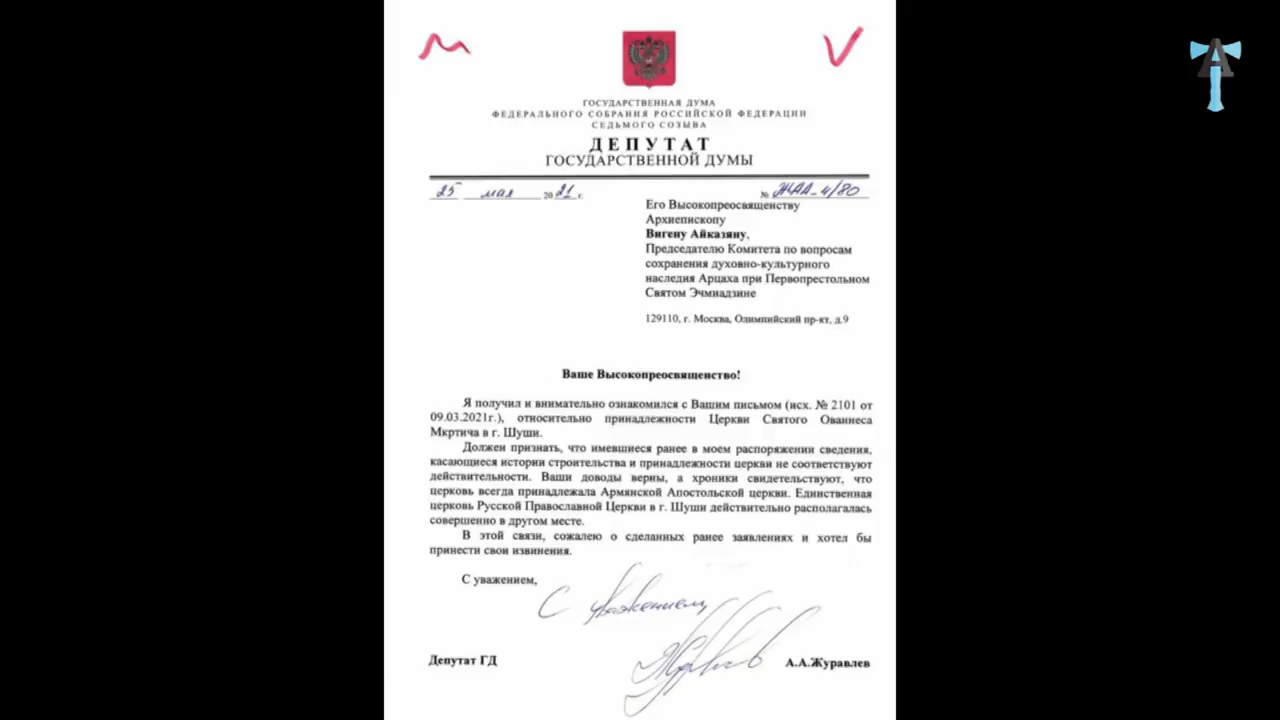 ГОСУДАРСТВЕННАЯ ДУМА
ФЕДЕРАЛЬНОГО СОБРАНИЯ РОССИЙСКОЙ ФЕДЕРАЦИИ
СЕДЬМОГО СОЗЫВА
ДЕПУТАТ
ГОСУДАРСТВЕННОЙ ДУМЫ
25 мая 2021 г. № ЖАА-4/80
Его Высокопреосвященству
Архиепископу
Вигену Айказяну,
Председателю Комитета по вопросам
сохранения духовно-культурного
наследия Арцаха при Первопрестольном
Святом Эчмиадзине
129110, г. Москва, Олимпийский пр-кт, д.9
Ваше Высокопреосвященство!
Я получил и внимательно ознакомился с Вашим письмом (исх. № 2101 от
09.03.2021г.), относительно принадлежности Церкви Святого Ованнеса
Мкртича в г. Шуши.
Должен признать, что имевшиеся ранее в моем распоряжении сведения,
касающиеся истории строительства и принадлежности церкви не соответствуют
действительности. Ваши доводы верны, а хроники свидетельствуют, что
церковь всегда принадлежала Армянской Апостольской церкви. Единственная
церковь Русской Православной Церкви в г. Шуши действительно располагалась
совершенно в другом месте.
В этой связи, сожалею о сделанных ранее заявлениях и хотел бы
принести свои извинения.
С уважением,
С уважением,
Депутат ГД А.А.Журавлев